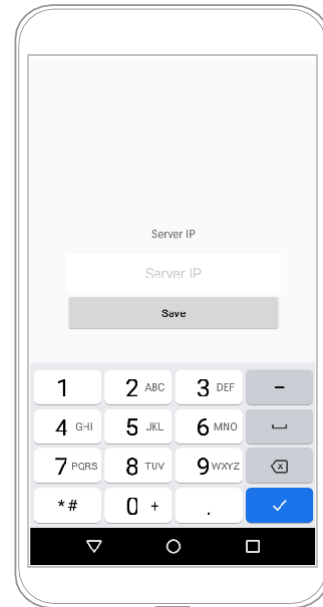 Server IP
Server IP
Save
1 2 ABC 3 DEF -
4 GHI 5 JKL 6 MNO
7 PQRS 8 TUV 9 WXYZ
*# 0 + .